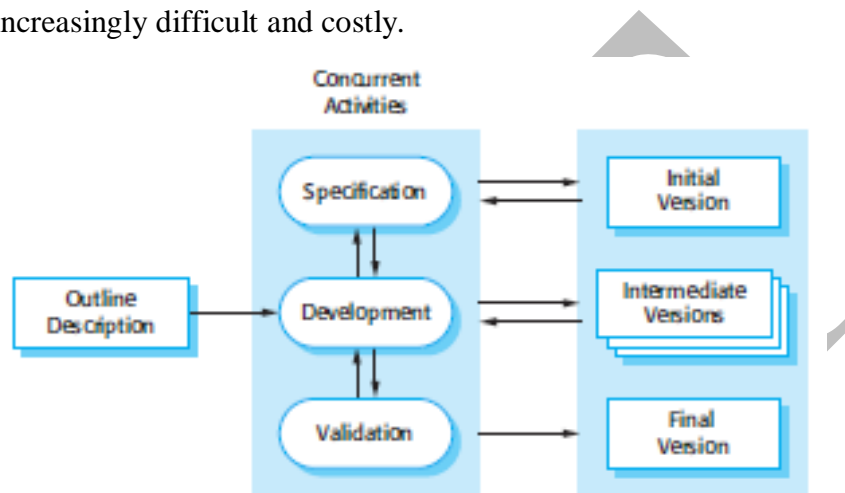 ncreasingly difficult and costly.
Concurrent
Activities
Specification
Initial
Version
Outline
Description
Development
Intermediate
Versions
Validation
Final
Version